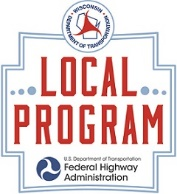 WISCONSIN
DEPARTMENT OF TRANSPORTATION
LOCAL
PROGRAM
U.S. Department of Transportation
Federal Highway
Administration